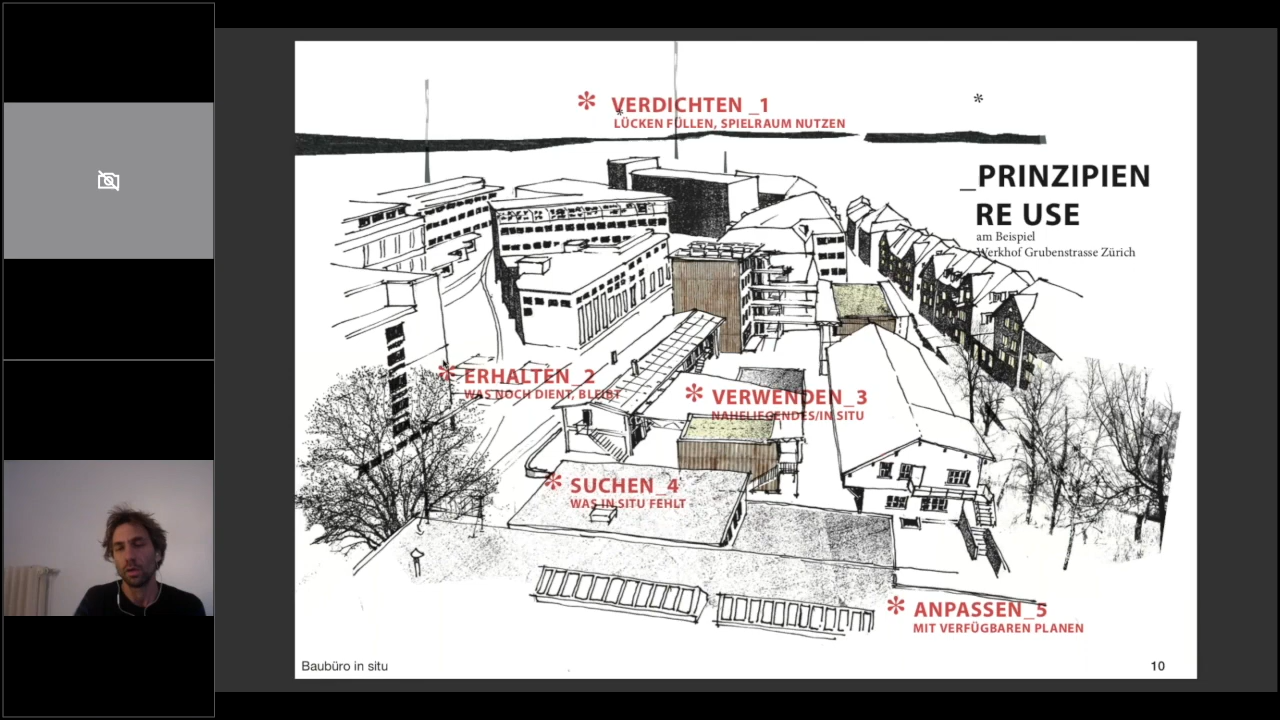 * VERDICHTEN _1
LÜCKEN FÜLLEN, SPIELRAUM NUTZEN
*
*
_PRINZIPIEN
RE USE
am Beispiel
Werkhof Grubenstrasse Zürich
* ERHALTEN_2
WAS NOCH DIENT, BLEIBT
* VERWENDEN_3
NAHELIEGENDES/IN SITU
* SUCHEN_4
WAS IN SITU FEHLT
* ANPASSEN_5
MIT VERFÜGBAREN PLANEN
Baubüro in situ
10